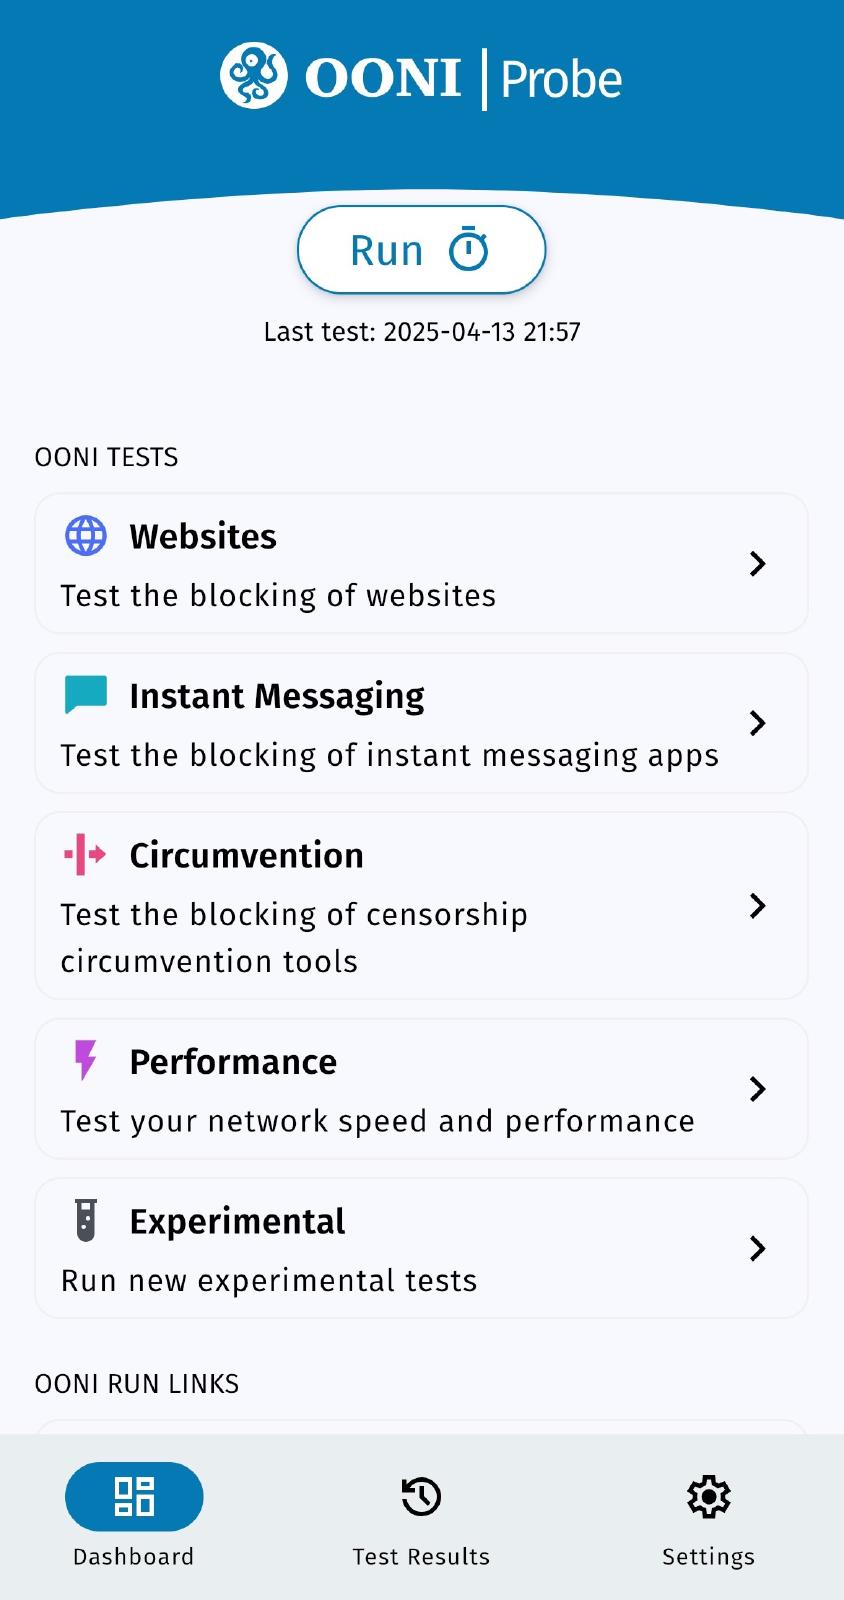 OONI | Probe
Run
Last test: 2025-04-13 21:57
OONI TESTS
Websites
Test the blocking of websites
Instant Messaging
Test the blocking of instant messaging apps
Circumvention
Test the blocking of censorship
circumvention tools
Performance
Test your network speed and performance
Experimental
Run new experimental tests
OONI RUN LINKS
Dashboard
Test Results
Settings